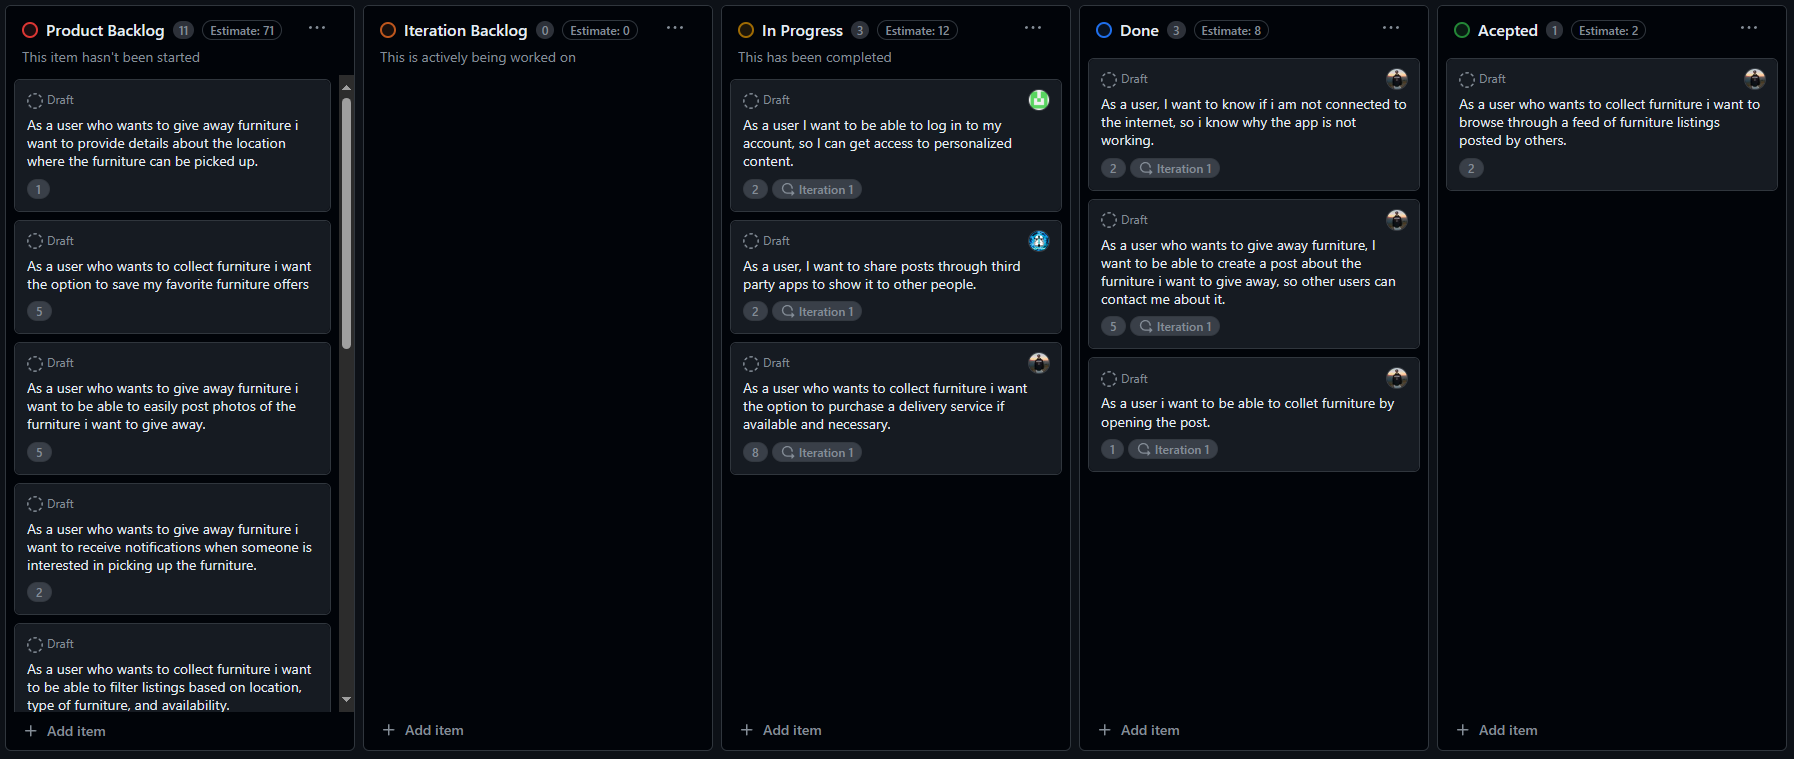 Product Backlog 11 Estimate: 71
This item hasn't been started
Draft
As a user who wants to give away furniture i
want to provide details about the location
where the furniture can be picked up.
1
Draft
As a user who wants to collect furniture i want
the option to save my favorite furniture offers
5
Draft
As a user who wants to give away furniture i
want to be able to easily post photos of the
furniture i want to give away.
5
Draft
As a user who wants to give away furniture i
want to receive notifications when someone is
interested in picking up the furniture.
2
Draft
As a user who wants to collect furniture i want
to be able to filter listings based on location,
type of furniture, and availability.
Add item
Iteration Backlog 0 Estimate: 0
This is actively being worked on
Add item
In Progress 3 Estimate: 12
This has been completed
Draft
As a user I want to be able to log in to my
account, so I can get access to personalized
content.
2 Iteration 1
Draft
As a user, I want to share posts through third
party apps to show it to other people.
2 Iteration 1
Draft
As a user who wants to collect furniture i want
the option to purchase a delivery service if
available and necessary.
8 Iteration 1
Add item
Done 3 Estimate: 8
Draft
As a user, I want to know if i am not connected to
the internet, so i know why the app is not
working.
2 Iteration 1
Draft
As a user who wants to give away furniture, I
want to be able to create a post about the
furniture i want to give away, so other users can
contact me about it.
5 Iteration 1
Draft
As a user i want to be able to collet furniture by
opening the post.
1 Iteration 1
Add item
Acepted 1 Estimate: 2
Draft
As a user who wants to collect furniture i want to
browse through a feed of furniture listings
posted by others.
2
Add item